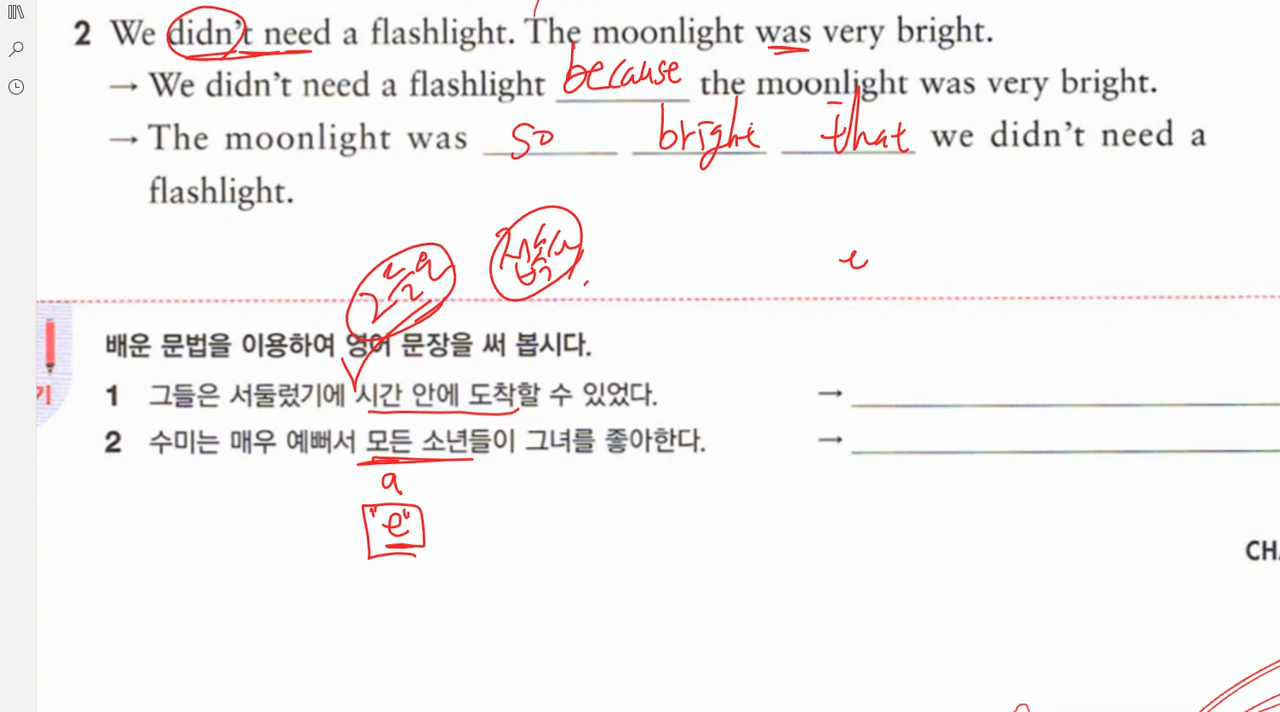 2 We didn't need a flashlight. The moonlight was very bright.
→ We didn't need a flashlight because the moonlight was very bright.
→ The moonlight was so bright that we didn't need a
flashlight.
e
배운 문법을 이용하여 영어 문장을 써 봅시다.
1 그들은 서둘렀기에 시간 안에 도착할 수 있었다. →
2 수미는 매우 예뻐서 모든 소년들이 그녀를 좋아한다. →
a
"e"
CH